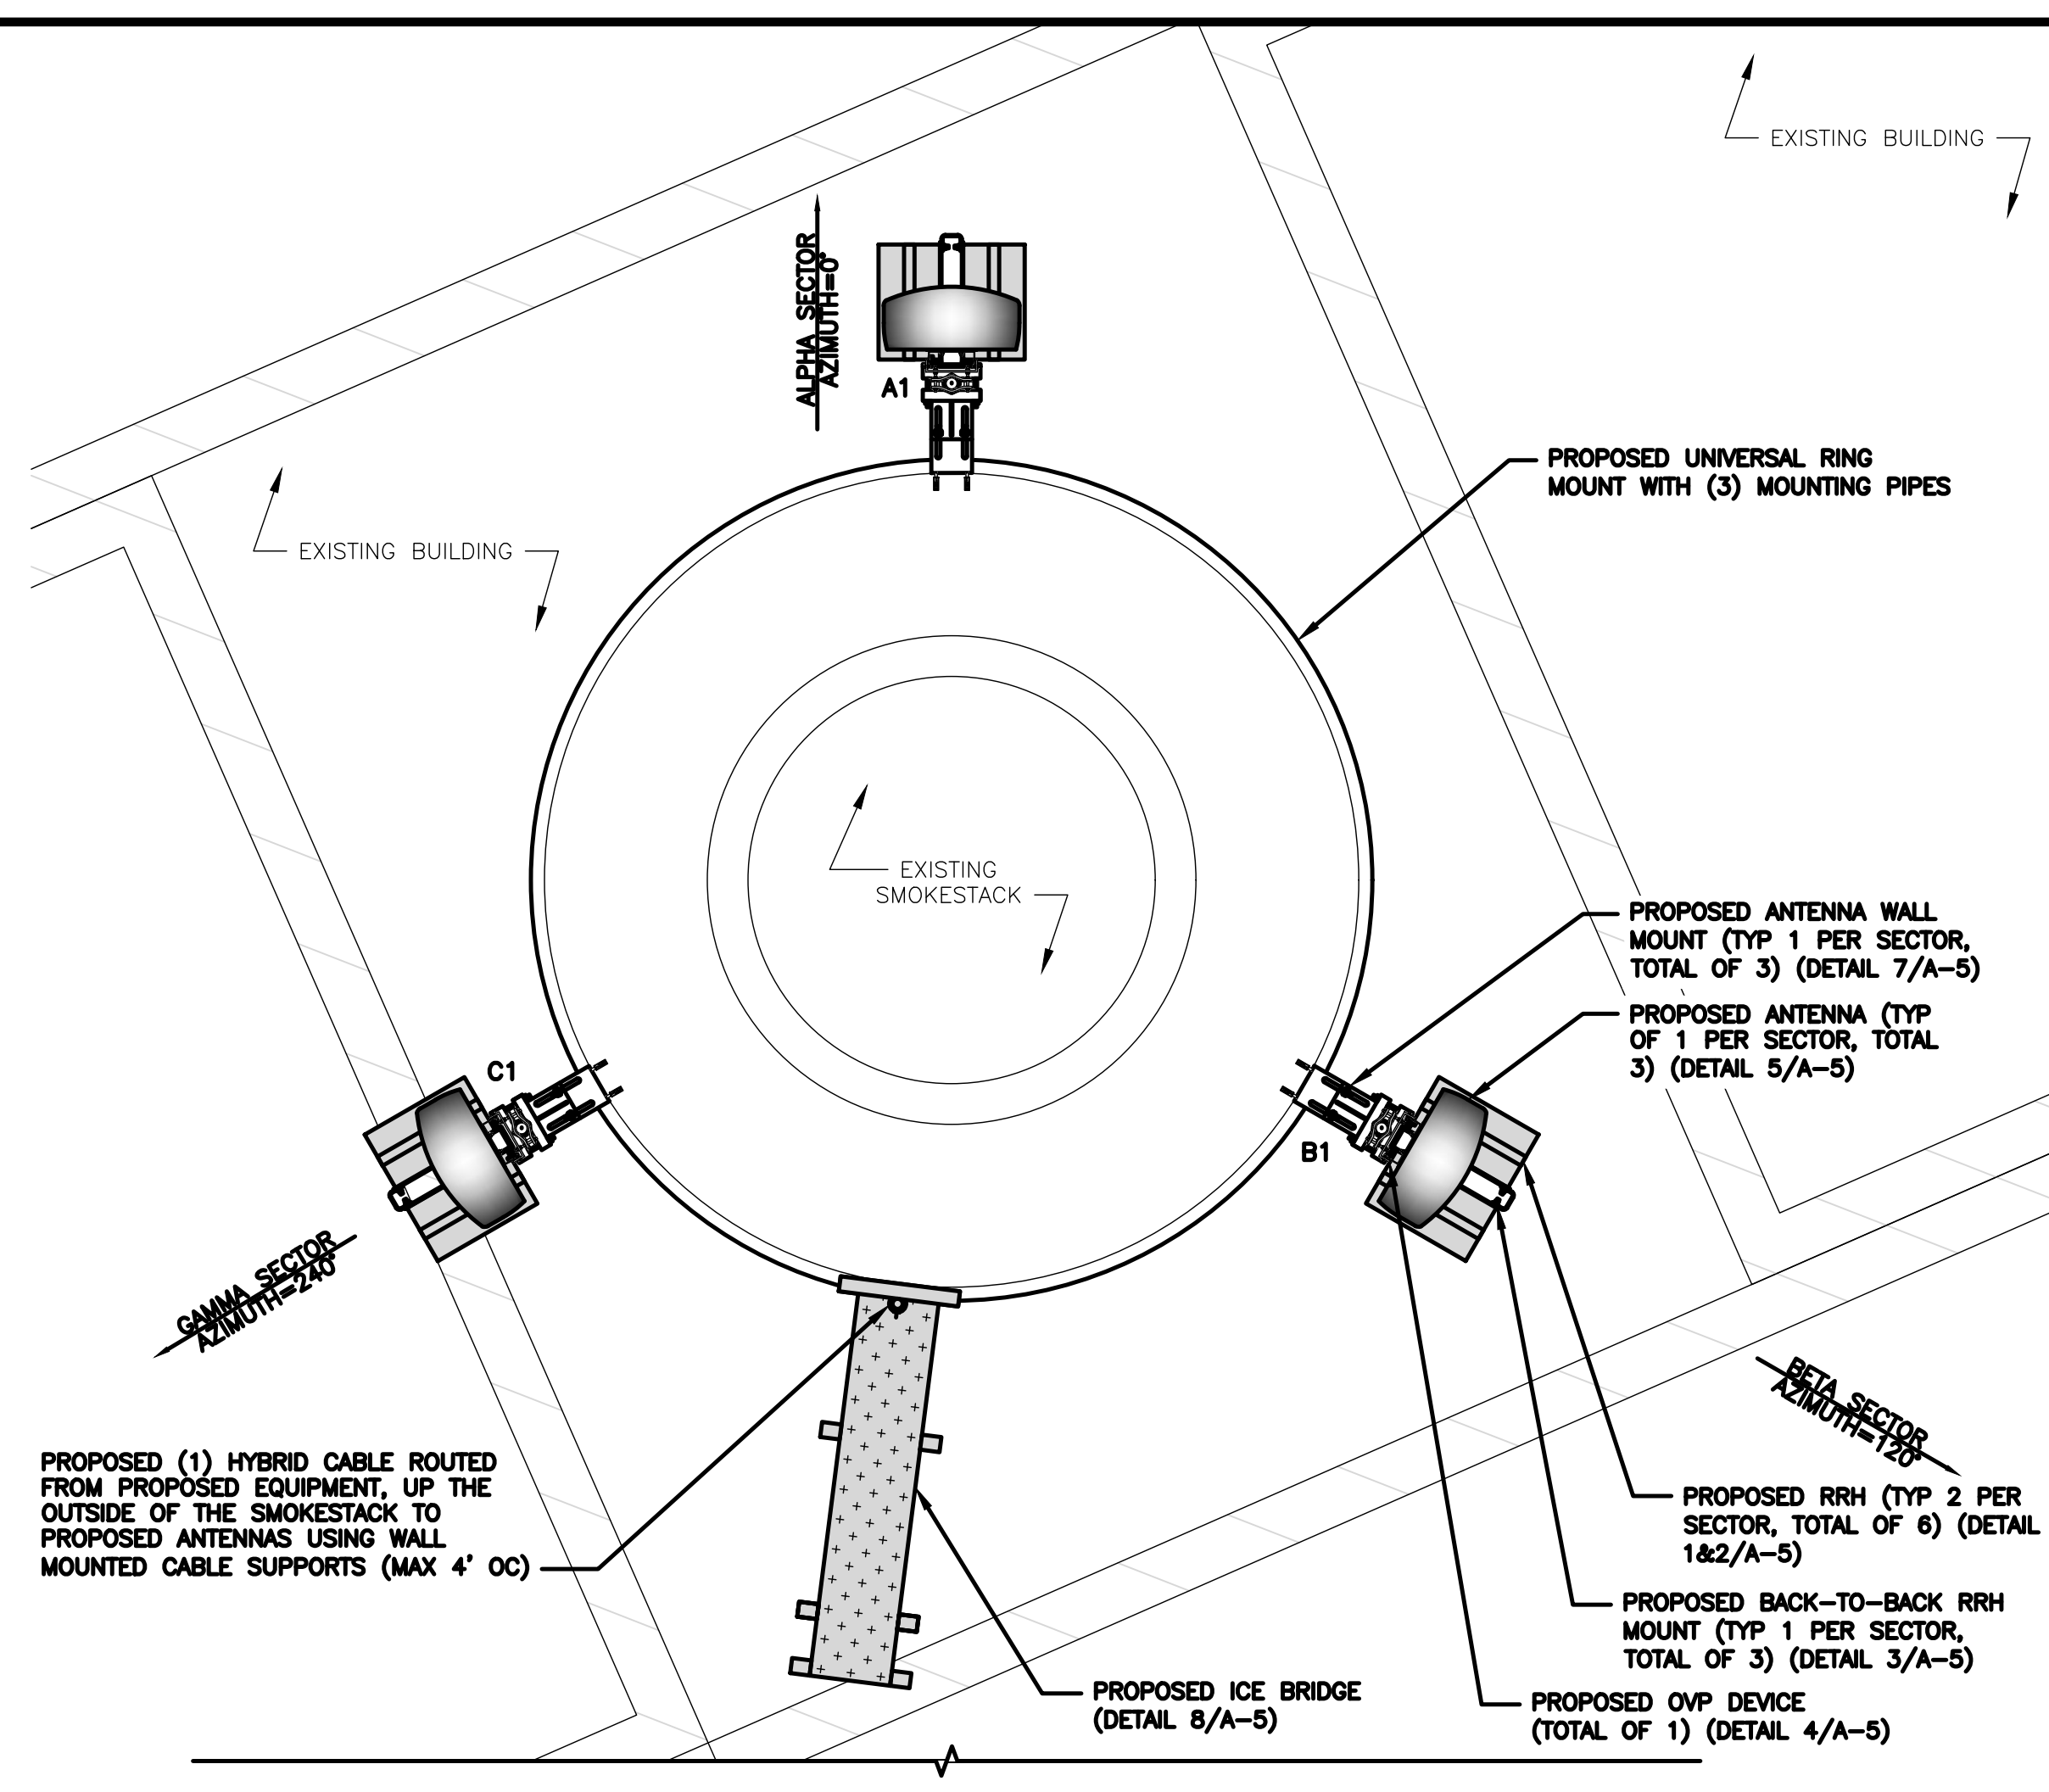 EXISTING BUILDING
ALPHA SECTOR
AZIMUTH=0°
A1
PROPOSED UNIVERSAL RING
MOUNT WITH (3) MOUNTING PIPES
EXISTING BUILDING
EXISTING
SMOKESTACK
PROPOSED ANTENNA WALL
MOUNT (TYP 1 PER SECTOR,
TOTAL OF 3) (DETAIL 7/A-5)
PROPOSED ANTENNA (TYP
OF 1 PER SECTOR, TOTAL
3) (DETAIL 5/A-5)
C1
B1
GAMMA SECTOR
AZIMUTH=240°
BETA SECTOR
AZIMUTH=120°
PROPOSED (1) HYBRID CABLE ROUTED
FROM PROPOSED EQUIPMENT, UP THE
OUTSIDE OF THE SMOKESTACK TO
PROPOSED ANTENNAS USING WALL
MOUNTED CABLE SUPPORTS (MAX 4' OC)
PROPOSED RRH (TYP 2 PER
SECTOR, TOTAL OF 6) (DETAIL
1&2/A-5)
PROPOSED BACK-TO-BACK RRH
MOUNT (TYP 1 PER SECTOR,
TOTAL OF 3) (DETAIL 3/A-5)
PROPOSED ICE BRIDGE
(DETAIL 8/A-5)
PROPOSED OVP DEVICE
(TOTAL OF 1) (DETAIL 4/A-5)